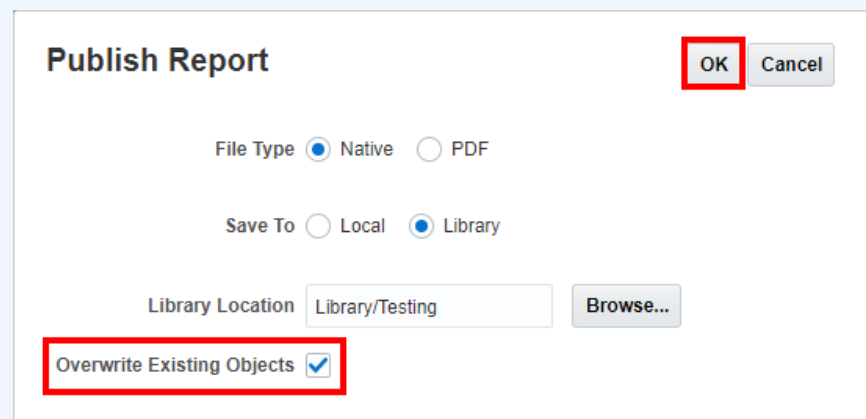 Publish Report
OK Cancel
File Type Native PDF
Save To Local Library
Library Location Library/Testing Browse...
Overwrite Existing Objects